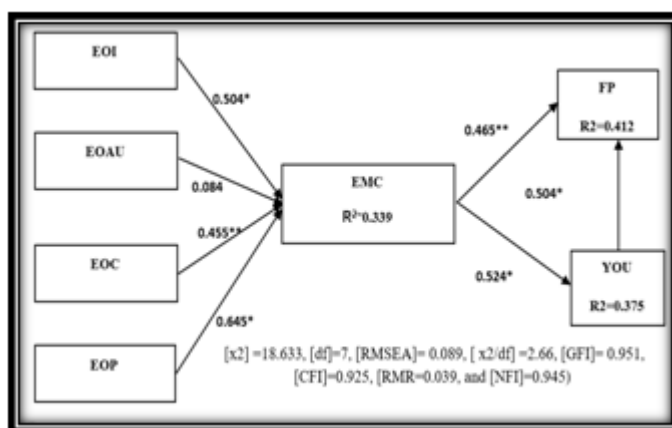 EOI
0.504*
EOAU
0.084
EOC
0.455**
EOP
0.645*
EMC
R²=0.339
0.465**
FP
R2=0.412
0.504*
0.524*
YOU
R2=0.375
[x2] =18.633, [df]=7, [RMSEA]= 0.089, [ x2/df] =2.66, [GFI]= 0.951,
[CFI]=0.925, [RMR=0.039, and [NFI]=0.945)